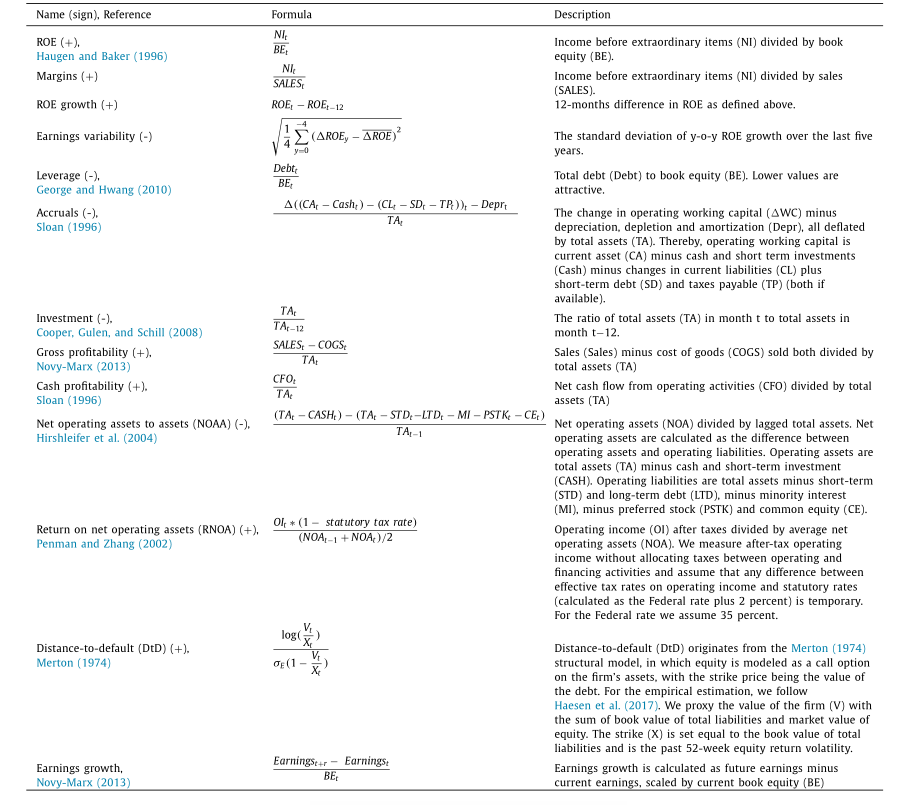 Name (sign), Reference Formula Description
ROE (+),
Haugen and Baker (1996)
NI_t / BE_t
Income before extraordinary items (NI) divided by book
equity (BE).
Margins (+)
NI_t / SALES_t
Income before extraordinary items (NI) divided by sales
(SALES).
ROE growth (+)
ROE_t − ROE_{t−12}
12-months difference in ROE as defined above.
Earnings variability (-)
√( 1/4 ∑_{y=0}^{−4} (ΔROE_y − \overline{ΔROE})^2 )
The standard deviation of y-o-y ROE growth over the last five
years.
Leverage (-),
George and Hwang (2010)
Debt_t / BE_t
Total debt (Debt) to book equity (BE). Lower values are
attractive.
Accruals (-),
Sloan (1996)
Δ((CA_t − Cash_t) − (CL_t − SD_t − TP_t))_t − Depr_t / TA_t
The change in operating working capital (ΔWC) minus
depreciation, depletion and amortization (Depr), all deflated
by total assets (TA). Thereby, operating working capital is
current asset (CA) minus cash and short term investments
(Cash) minus changes in current liabilities (CL) plus
short-term debt (SD) and taxes payable (TP) (both if
available).
Investment (-),
Cooper, Gulen, and Schill (2008)
TA_t / TA_{t−12}
The ratio of total assets (TA) in month t to total assets in
month t−12.
Gross profitability (+),
Novy-Marx (2013)
SALES_t − COGS_t / TA_t
Sales (Sales) minus cost of goods (COGS) sold both divided by
total assets (TA)
Cash profitability (+),
Sloan (1996)
CFO_t / TA_t
Net cash flow from operating activities (CFO) divided by total
assets (TA)
Net operating assets to assets (NOAA) (-),
Hirshleifer et al. (2004)
(TA_t − CASH_t) − (TA_t − STD_t−LTD_t − MI − PSTK_t − CE_t) / TA_{t−1}
Net operating assets (NOA) divided by lagged total assets. Net
operating assets are calculated as the difference between
operating assets and operating liabilities. Operating assets are
total assets (TA) minus cash and short-term investment
(CASH). Operating liabilities are total assets minus short-term
(STD) and long-term debt (LTD), minus minority interest
(MI), minus preferred stock (PSTK) and common equity (CE).
Return on net operating assets (RNOA) (+),
Penman and Zhang (2002)
OI_t ∗ (1 − statutory tax rate) / (NOA_{t−1} + NOA_t)/2
Operating income (OI) after taxes divided by average net
operating assets (NOA). We measure after-tax operating
income without allocating taxes between operating and
financing activities and assume that any difference between
effective tax rates on operating income and statutory rates
(calculated as the Federal rate plus 2 percent) is temporary.
For the Federal rate we assume 35 percent.
Distance-to-default (DtD) (+),
Merton (1974)
log(V_t / X_t) / σ_E(1 − V_t / X_t)
Distance-to-default (DtD) originates from the Merton (1974)
structural model, in which equity is modeled as a call option
on the firm's assets, with the strike price being the value of
the debt. For the empirical estimation, we follow
Haesen et al. (2017). We proxy the value of the firm (V) with
the sum of book value of total liabilities and market value of
equity. The strike (X) is set equal to the book value of total
liabilities and is the past 52-week equity return volatility.
Earnings growth,
Novy-Marx (2013)
Earnings_{t+r} − Earnings_t / BE_t
Earnings growth is calculated as future earnings minus
current earnings, scaled by current book equity (BE)